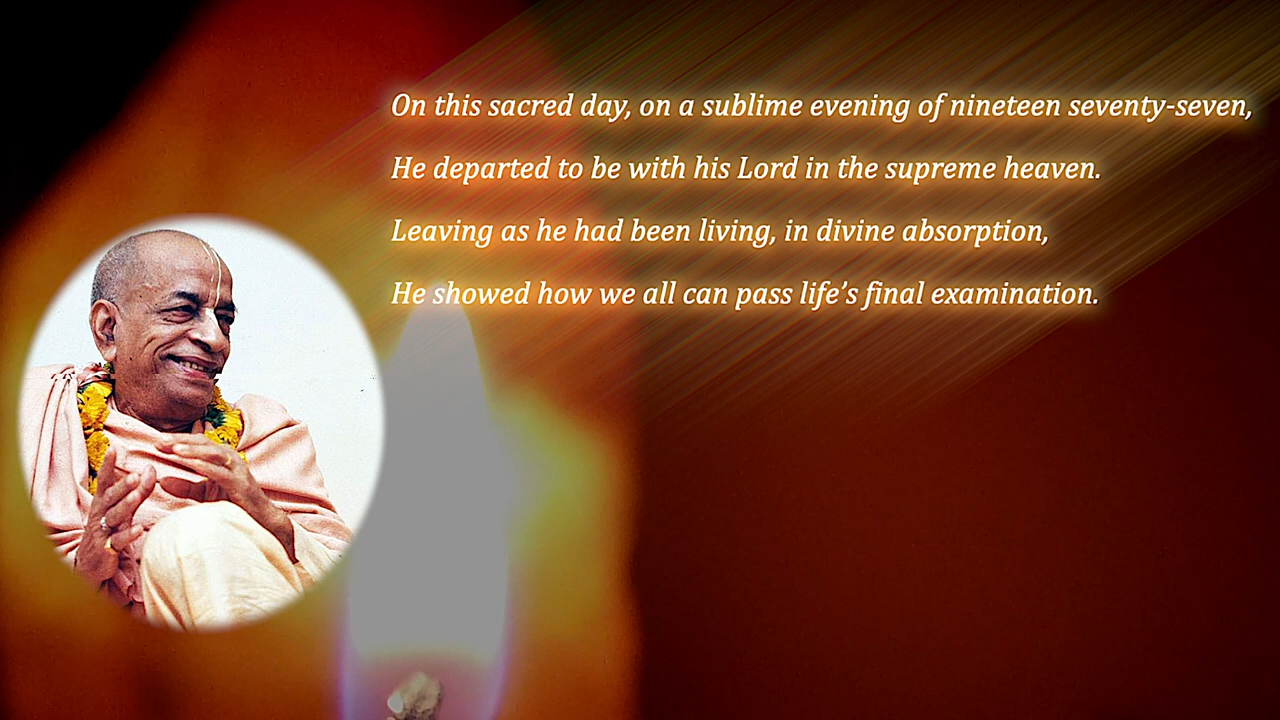 On this sacred day, on a sublime evening of nineteen seventy-seven,
He departed to be with his Lord in the supreme heaven.
Leaving as he had been living, in divine absorption,
He showed how we all can pass life’s final examination.